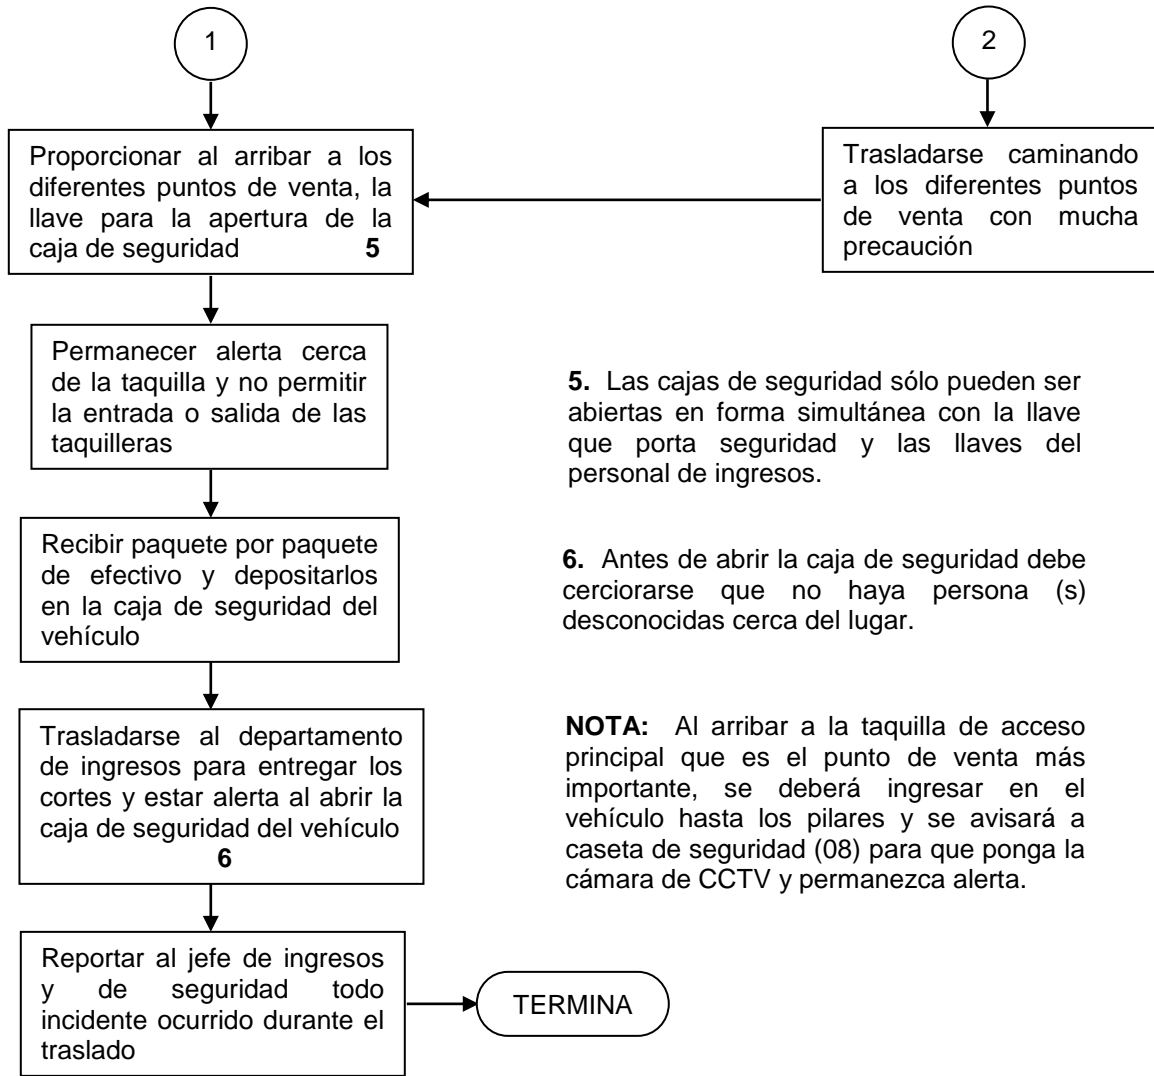 1
2
Proporcionar al arribar a los
diferentes puntos de venta, la
llave para la apertura de la
caja de seguridad 5
Trasladarse caminando
a los diferentes puntos
de venta con mucha
precaución
Permanecer alerta cerca
de la taquilla y no permitir
la entrada o salida de las
taquilleras
5. Las cajas de seguridad sólo pueden ser
abiertas en forma simultánea con la llave
que porta seguridad y las llaves del
personal de ingresos.
Recibir paquete por paquete
de efectivo y depositarlos
en la caja de seguridad del
vehículo
6. Antes de abrir la caja de seguridad debe
cerciorarse que no haya persona (s)
desconocidas cerca del lugar.
Trasladarse al departamento
de ingresos para entregar los
cortes y estar alerta al abrir la
caja de seguridad del vehículo
6
NOTA: Al arribar a la taquilla de acceso
principal que es el punto de venta más
importante, se deberá ingresar en el
vehículo hasta los pilares y se avisará a
caseta de seguridad (08) para que ponga la
cámara de CCTV y permanezca alerta.
Reportar al jefe de ingresos
y de seguridad todo
incidente ocurrido durante el
traslado
TERMINA